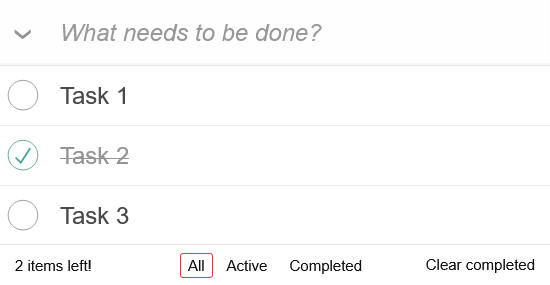 What needs to be done?
Task 1
Task 2
Task 3
2 items left! All Active Completed Clear completed